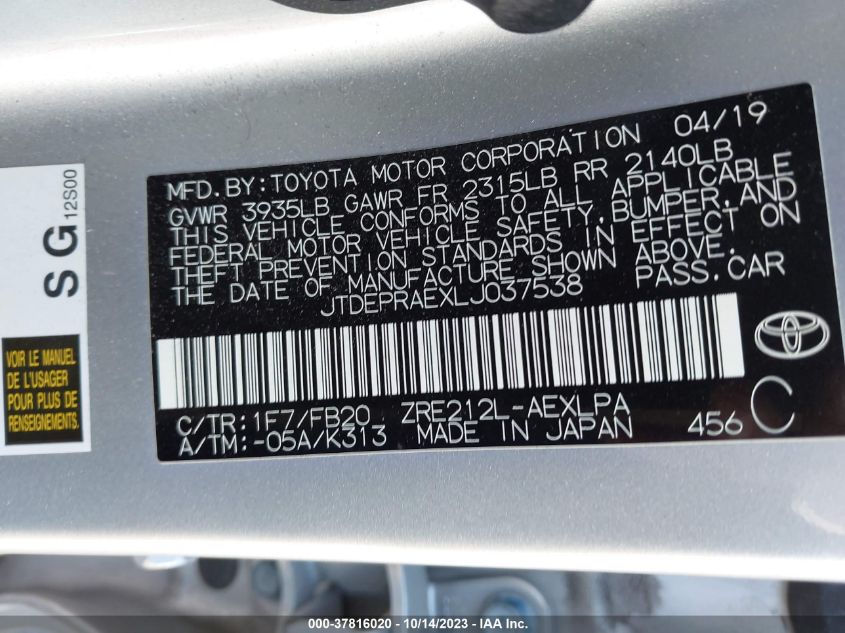 SG 12S00
VOIR LE MANUEL
DE L'USAGER
POUR PLUS DE
RENSEIGNEMENTS.
MFD. BY: TOYOTA MOTOR CORPORATION 04/19
GVWR 3935LB GAWR FR 2315LB RR 2140LB
THIS VEHICLE CONFORMS TO ALL APPLICABLE
FEDERAL MOTOR VEHICLE SAFETY, BUMPER, AND
THEFT PREVENTION STANDARDS IN EFFECT ON
THE DATE OF MANUFACTURE SHOWN ABOVE.
JTDEPRAEXLJ037538 PASS. CAR
C/TR: 1F7/FB20 ZRE212L-AEXLPA
A/TM:-05A/K313 MADE IN JAPAN 456 C
000-37816020 - 10/14/2023 - IAA Inc.